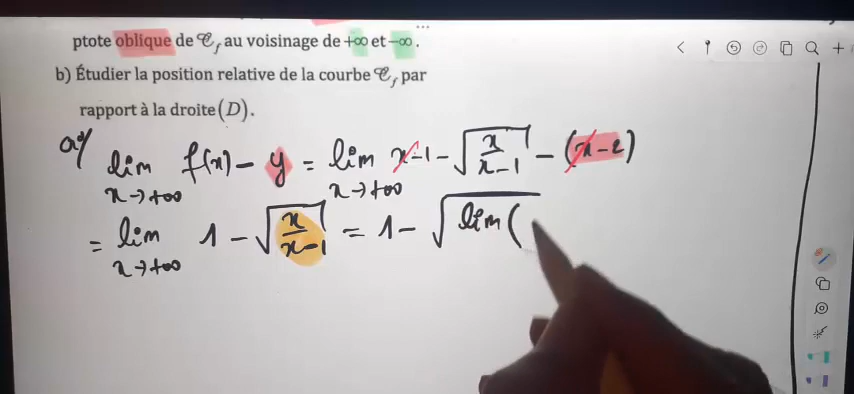 ptote oblique de 𝒞f au voisinage de +∞ et -∞ .
b) Étudier la position relative de la courbe 𝒞f par
rapport à la droite (D).
a/ lim f(x) - y = lim x-1 - √(x/(x-1)) - (x-2)
x→+∞ x→+∞
= lim 1 - √(x/(x-1)) = 1 - √(lim (
x→+∞